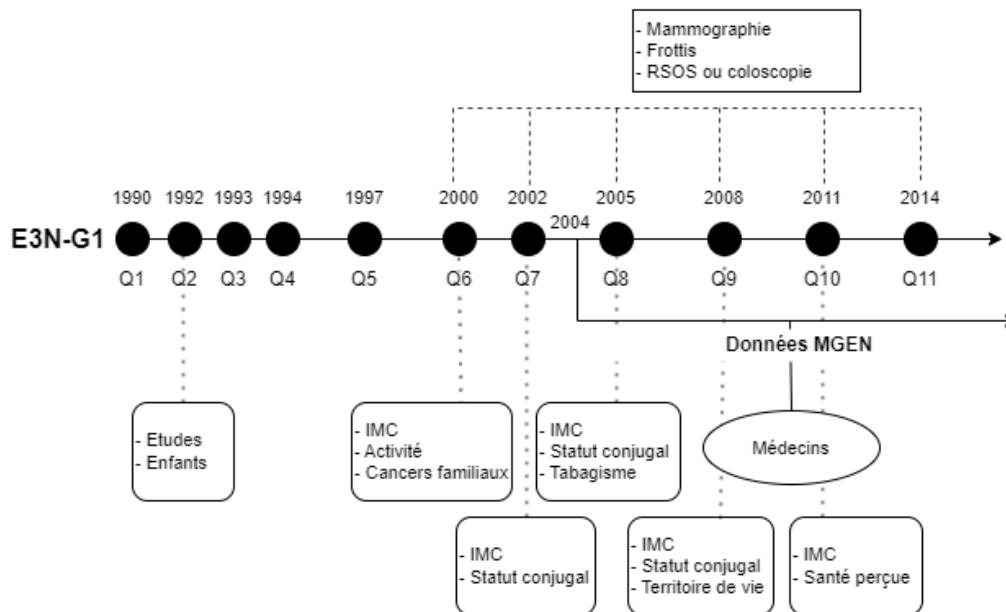 - Mammographie
- Frottis
- RSOS ou coloscopie
1990 1992 1993 1994 1997 2000 2002 2005 2008 2011 2014
2004
E3N-G1
Q1 Q2 Q3 Q4 Q5 Q6 Q7 Q8 Q9 Q10 Q11
Données MGEN
- Etudes
- Enfants
- IMC
- Activité
- Cancers familiaux
- IMC
- Statut conjugal
- Tabagisme
Médecins
- IMC
- Statut conjugal
- IMC
- Statut conjugal
- Territoire de vie
- IMC
- Santé perçue